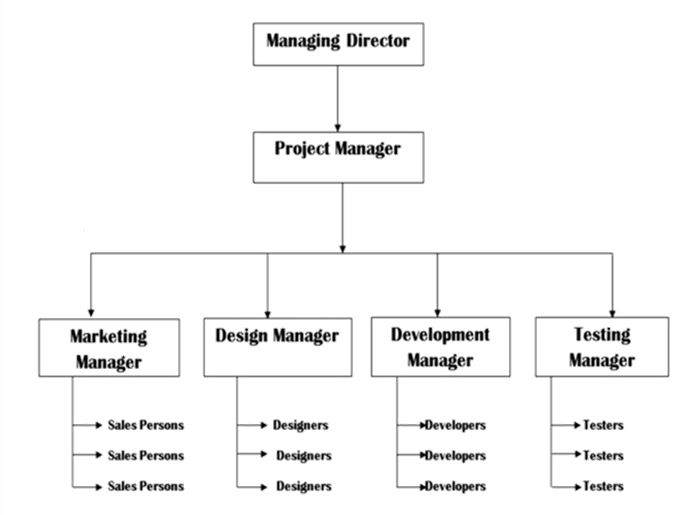 Managing Director
Project Manager
Marketing
Manager
Design Manager
Development
Manager
Testing
Manager
Sales Persons
Designers
Developers
Testers
Sales Persons
Designers
Developers
Testers
Sales Persons
Designers
Developers
Testers